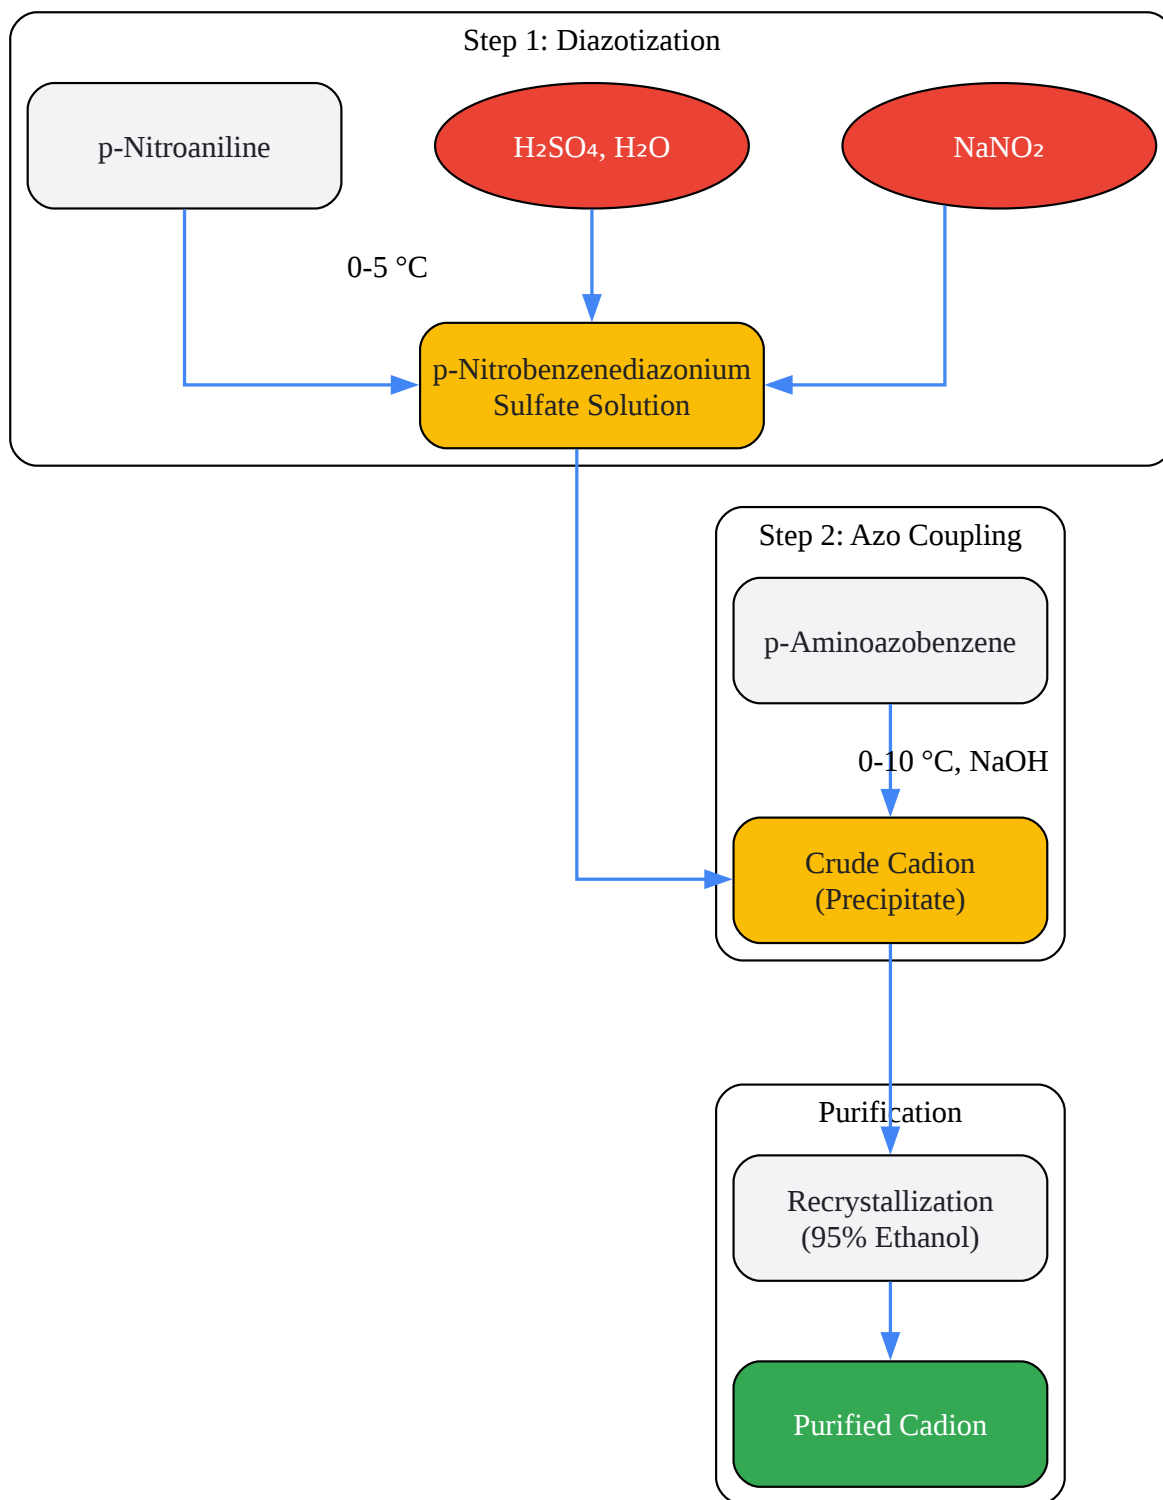 Step 1: Diazotization
p-Nitroaniline
H₂SO₄, H₂O
NaNO₂
0-5 °C
p-Nitrobenzenediazonium
Sulfate Solution
Step 2: Azo Coupling
p-Aminoazobenzene
0-10 °C, NaOH
Crude Cadion
(Precipitate)
Purification
Recrystallization
(95% Ethanol)
Purified Cadion